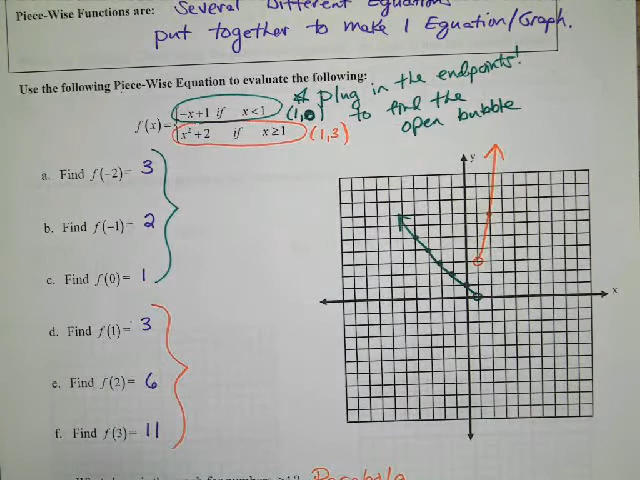 Piece-Wise Functions are: Several Different Equations
put together to make 1 Equation/Graph.
Use the following Piece-Wise Equation to evaluate the following:
* plug in the endpoints!
to find the
open bubble
f(x)={ -x+1 if x<1 (1,0)
x²+2 if x≥1 (1,3)
a. Find f(-2)= 3
b. Find f(-1)= 2
c. Find f(0)= 1
d. Find f(1)= 3
e. Find f(2)= 6
f. Find f(3)= 11
y
x
Parabola